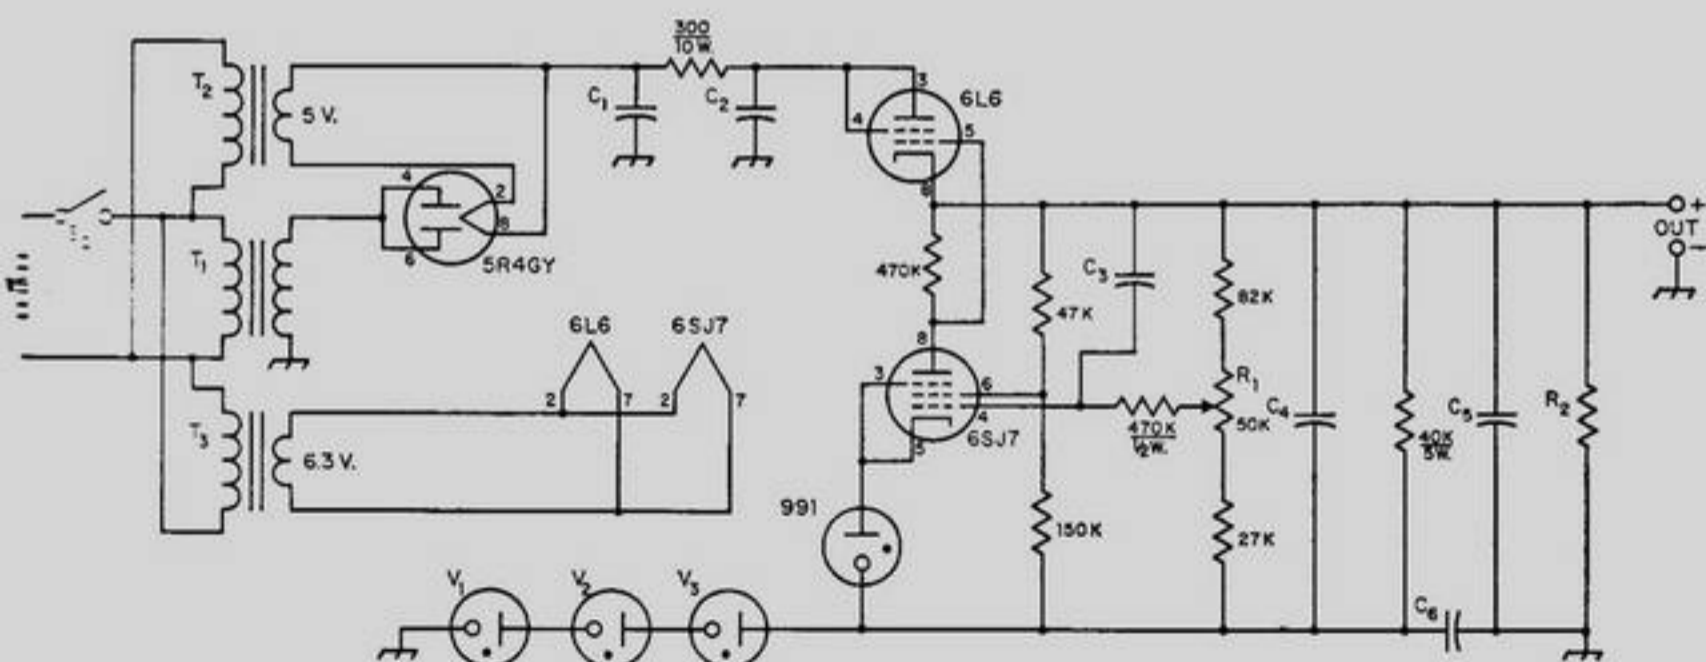 300
10 W.
T₂
5 V.
C₁
C₂
3
6L6
4
5
8
4
2
8
6
5R4GY
T₁
+
OUT
−
470K
47K
C₃
82K
6L6
6SJ7
2
7
2
7
8
3
6
4
5
6SJ7
470K
½W.
R₁
50K
C₄
40K
5W.
C₅
R₂
T₃
6.3 V.
991
150K
27K
V₁
V₂
V₃
C₆